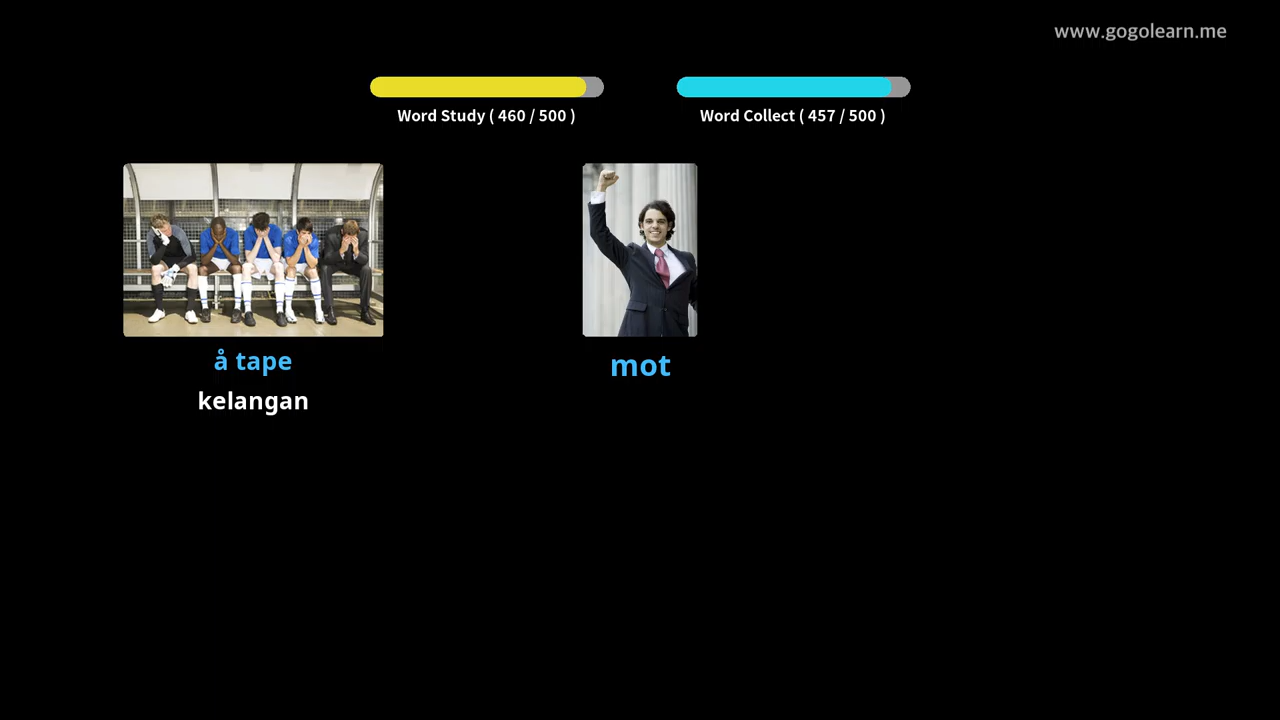 www.gogolearn.me
Word Study ( 460 / 500 )
Word Collect ( 457 / 500 )
å tape
kelangan
mot